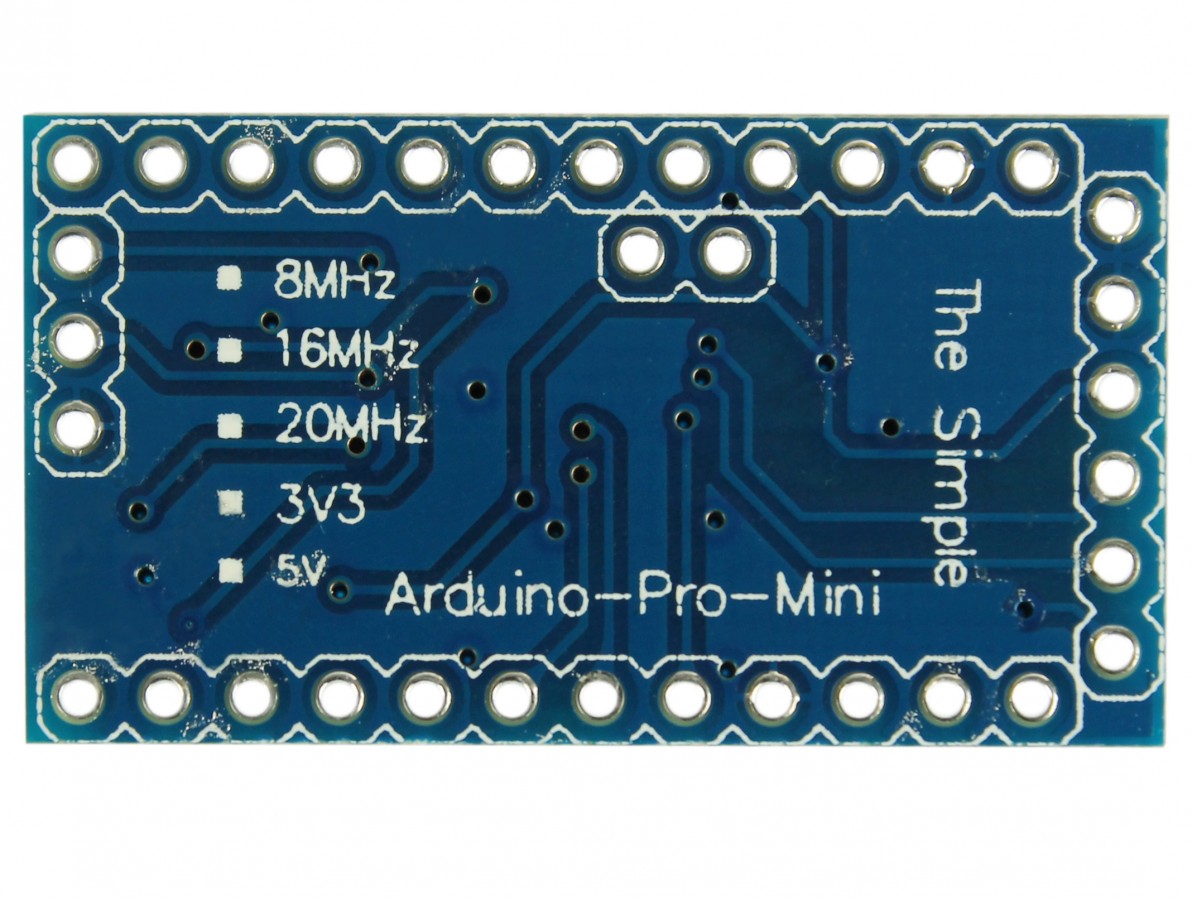 8MHz
16MHz
20MHz
3V3
5V
Arduino-Pro-Mini
The Simple